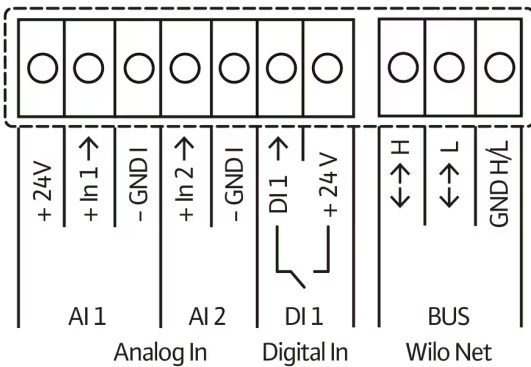 + 24V
+ In 1 →
- GND I
+ In 2 →
- GND I
DI 1 →
+ 24 V
↔ H
↔ L
GND H/L
AI 1 AI 2 DI 1 BUS
Analog In Digital In Wilo Net